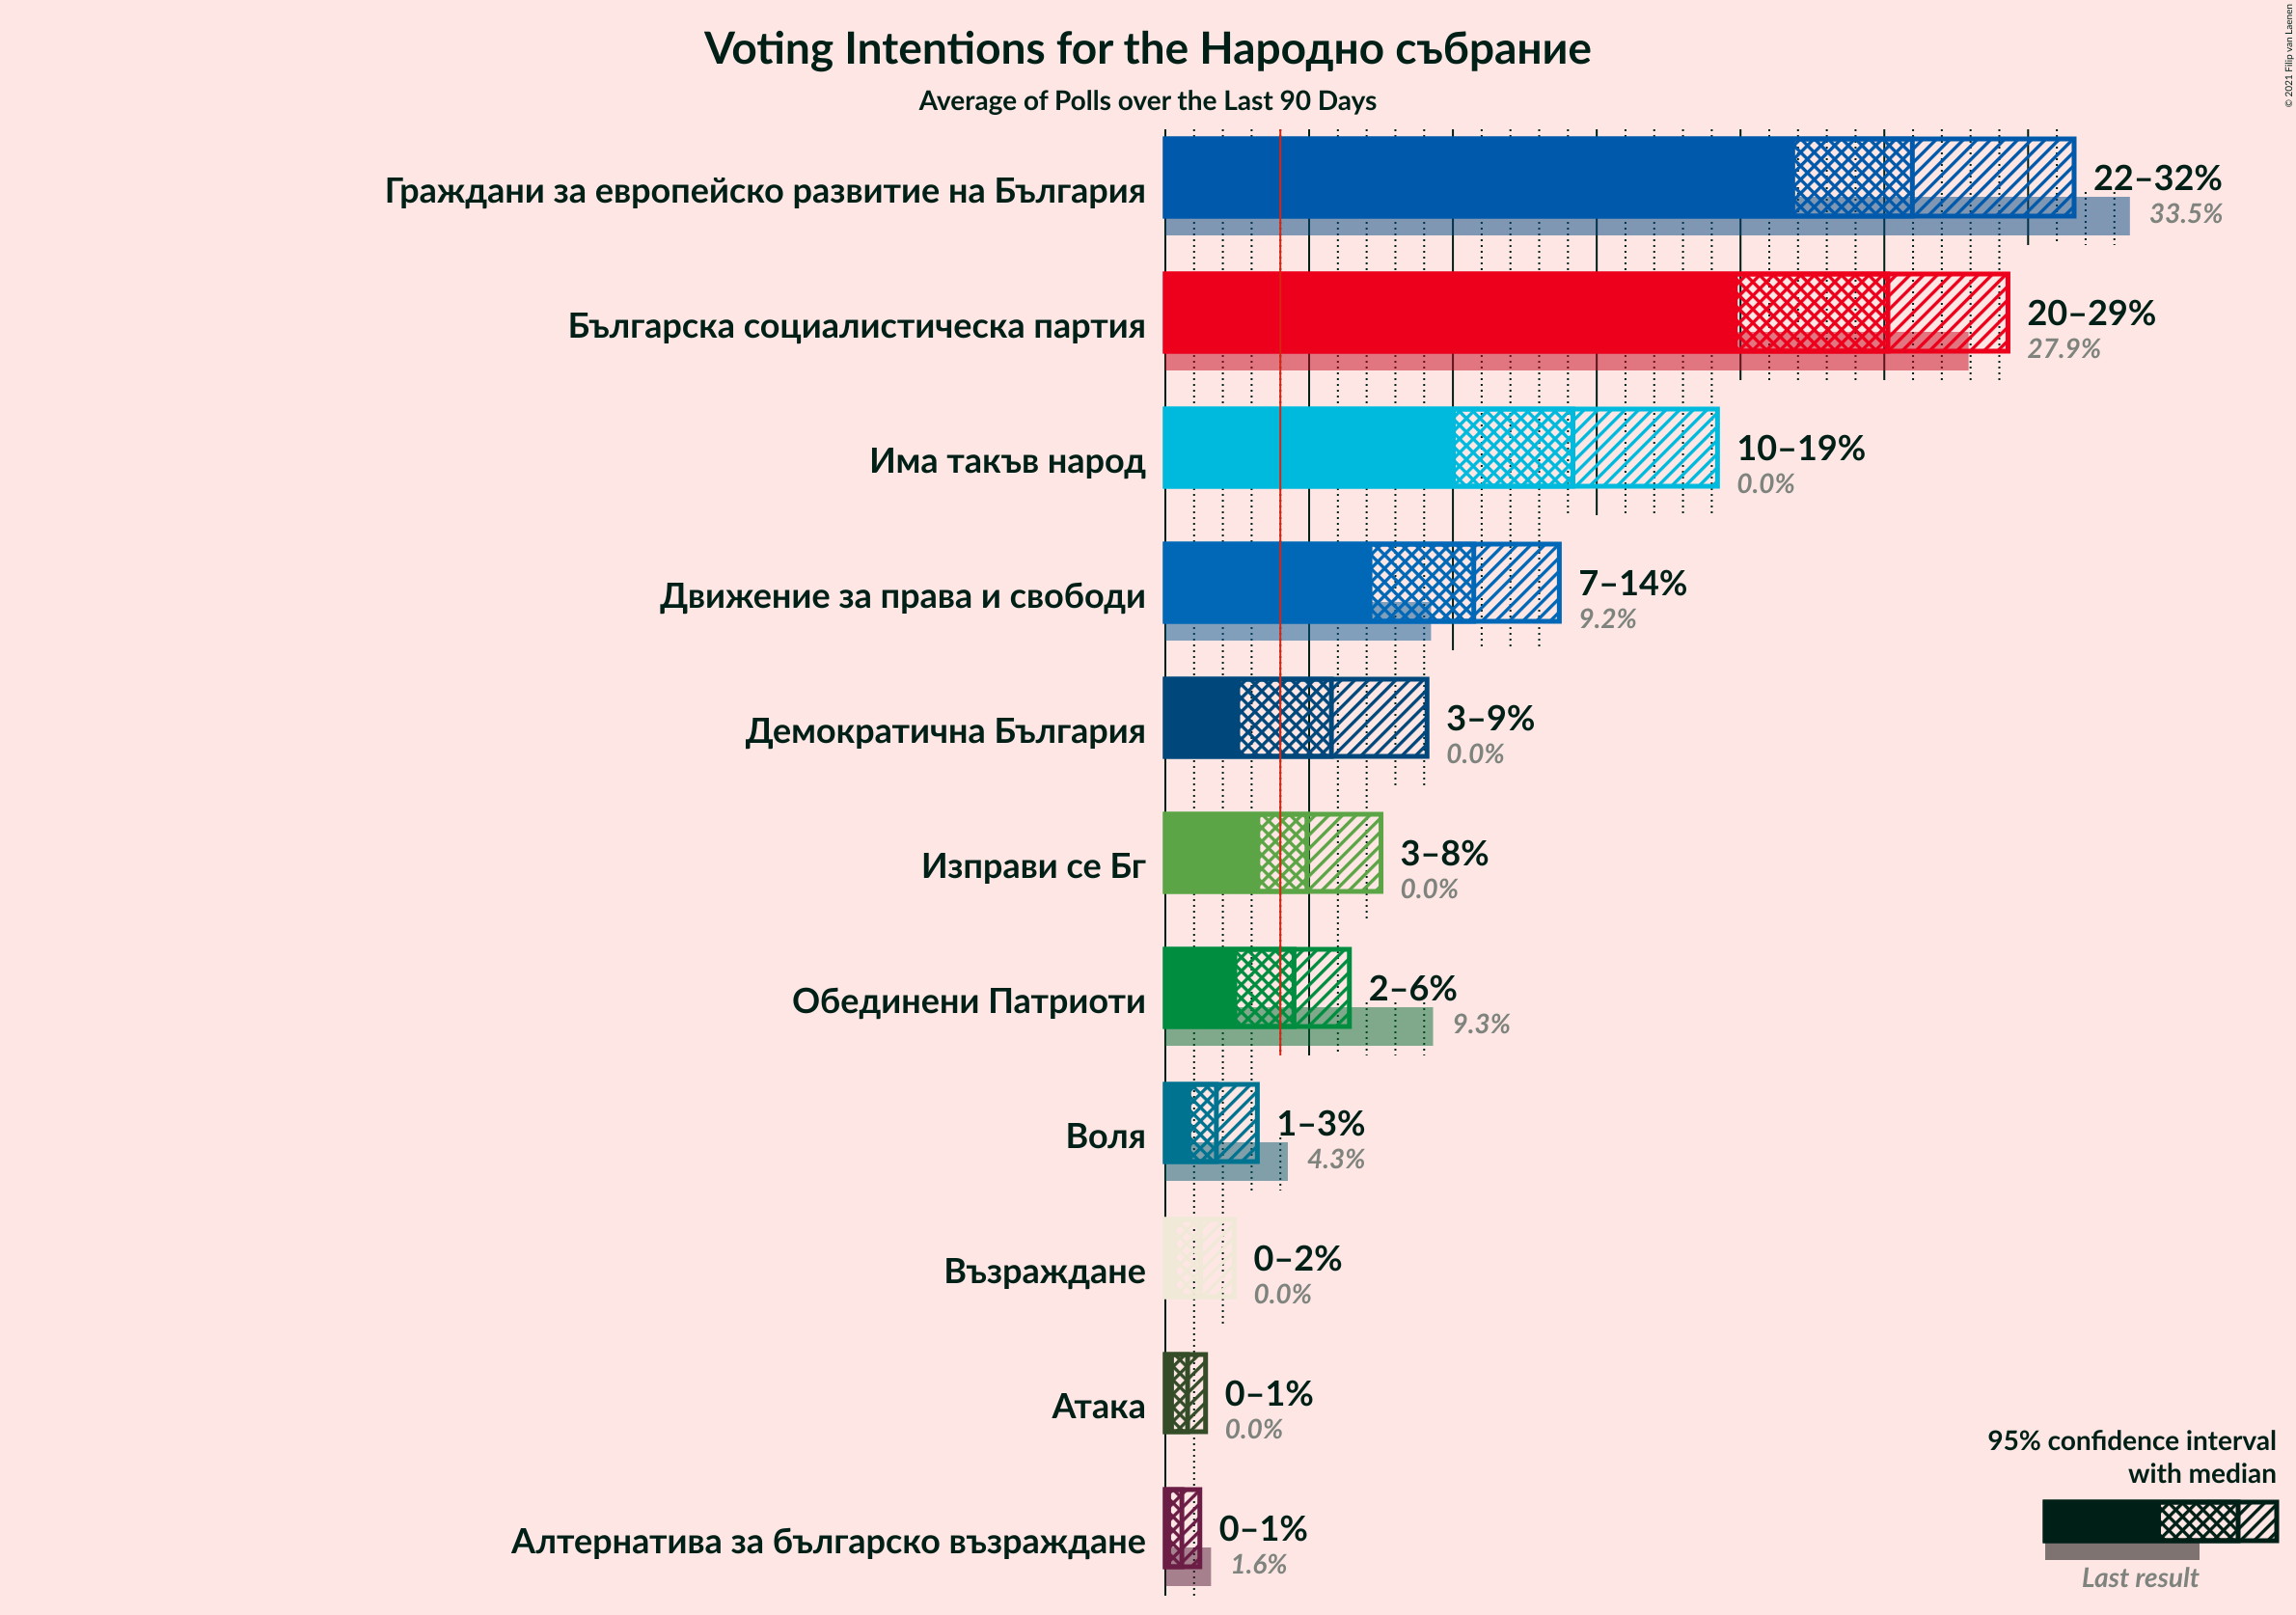 © 2021 Filip van Laenen
Voting Intentions for the Народно събрание
Average of Polls over the Last 90 Days
Граждани за европейско развитие на България
22–32%
33.5%
Българска социалистическа партия
20–29%
27.9%
Има такъв народ
10–19%
0.0%
Движение за права и свободи
7–14%
9.2%
Демократична България
3–9%
0.0%
Изправи се Бг
3–8%
0.0%
Обединени Патриоти
2–6%
9.3%
Воля
1–3%
4.3%
Възраждане
0–2%
0.0%
Атака
0–1%
0.0%
Алтернатива за българско възраждане
0–1%
1.6%
95% confidence interval
with median
Last result